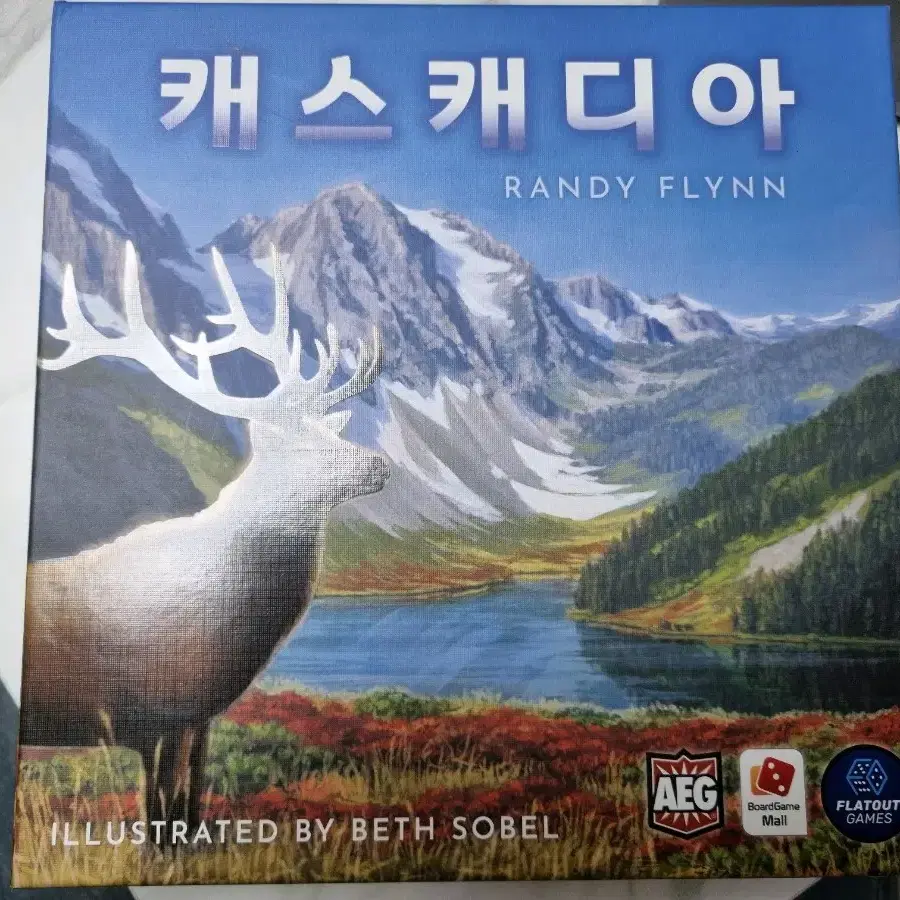 캐스캐디아
RANDY FLYNN
ILLUSTRATED BY BETH SOBEL
AEG
BoardGame
Mall
FLATOUT
GAMES